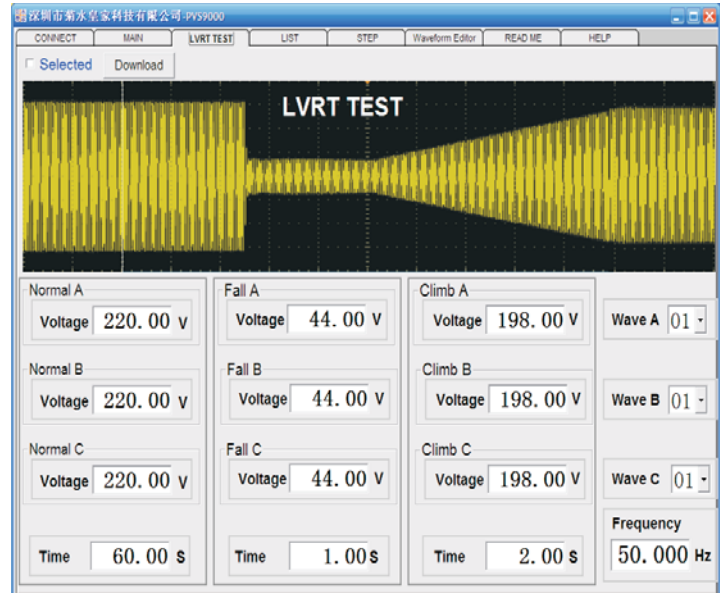 深圳市菊水皇家科技有限公司-PVS9000
CONNECT MAIN LVRT TEST LIST STEP Waveform Editor READ ME HELP
Selected Download
LVRT TEST
Normal A Fall A Climb A
Voltage 220.00 V Voltage 44.00 V Voltage 198.00 V Wave A 01
Normal B Fall B Climb B
Voltage 220.00 V Voltage 44.00 V Voltage 198.00 V Wave B 01
Normal C Fall C Climb C
Voltage 220.00 V Voltage 44.00 V Voltage 198.00 V Wave C 01
Frequency
Time 60.00 S Time 1.00 S Time 2.00 S 50.000 Hz